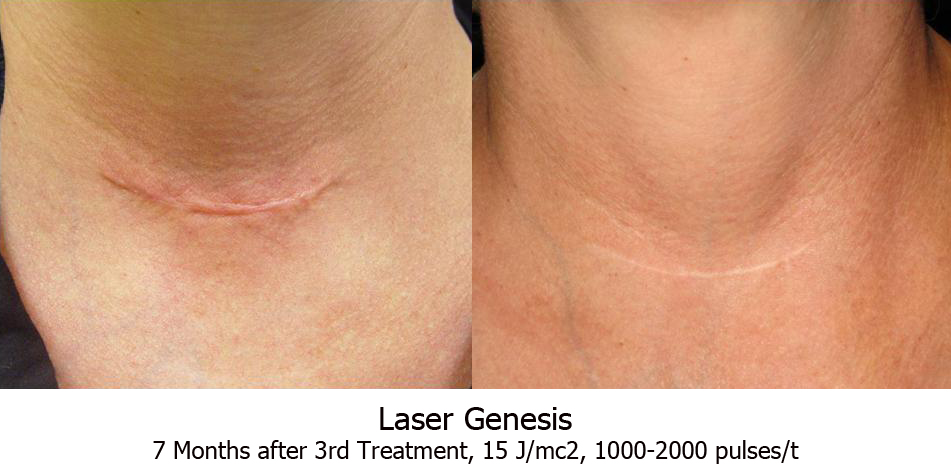 Laser Genesis
7 Months after 3rd Treatment, 15 J/mc2, 1000-2000 pulses/t